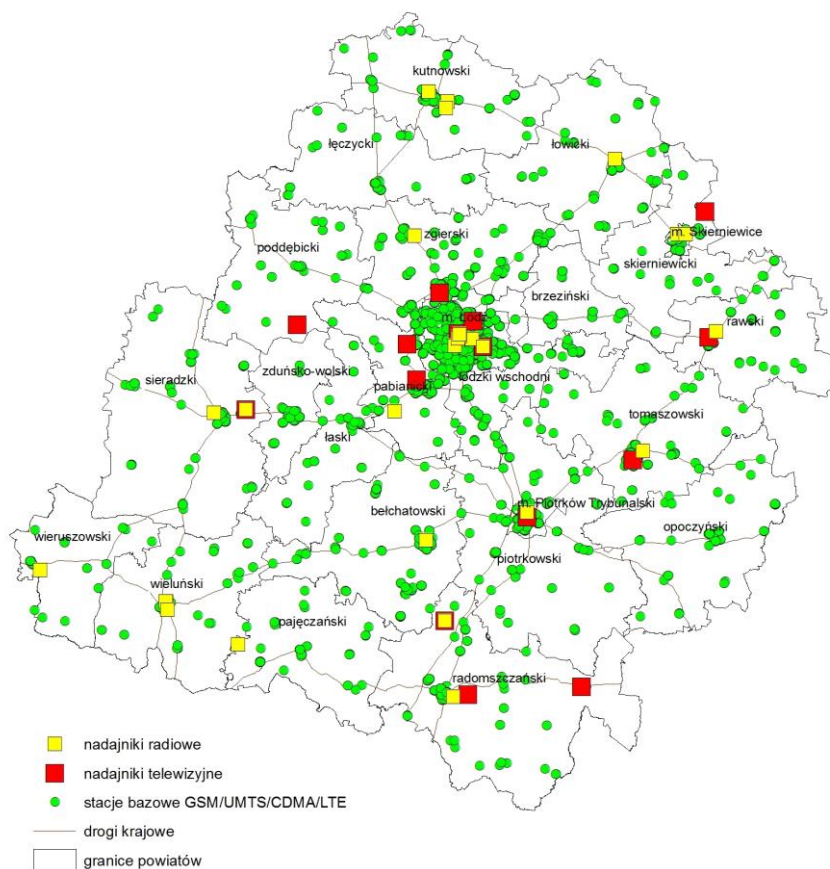 kutnowski
łęczycki
łowicki
zgierski
m. Skierniewice
poddębicki
skierniewicki
brzeziński
m. Łódź
rawski
zduńsko-wolski
sieradzki
pabianicki
łódzki wschodni
tomaszowski
łaski
bełchatowski
m. Piotrków Trybunalski
opoczyński
wieruszowski
piotrkowski
wieluński
pajęczański
radomszczański
nadajniki radiowe
nadajniki telewizyjne
stacje bazowe GSM/UMTS/CDMA/LTE
drogi krajowe
granice powiatów